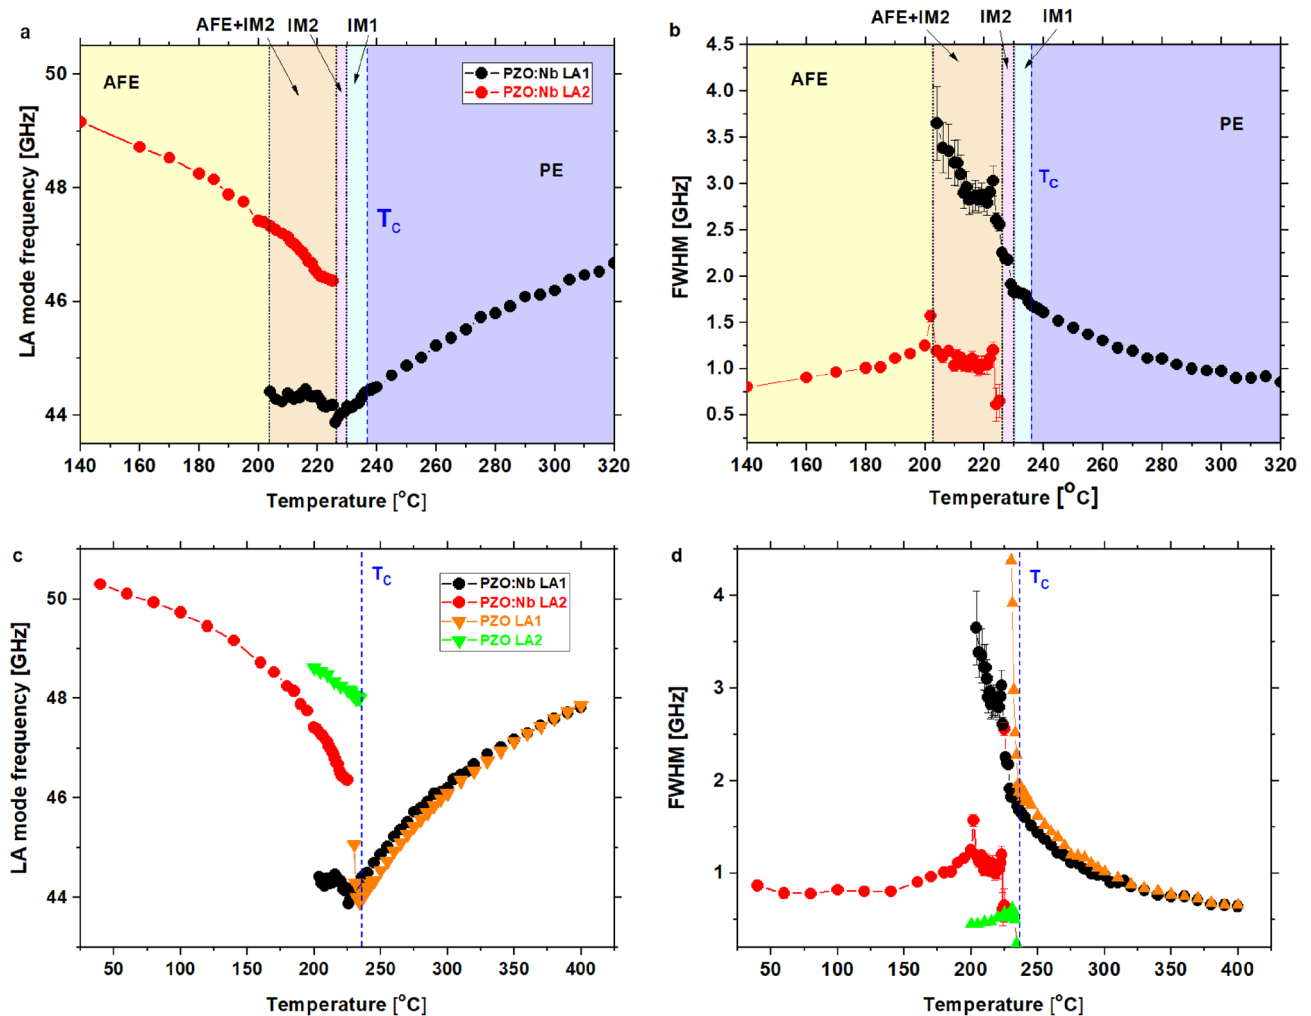 a
AFE+IM2 IM2 IM1
AFE
PZO:Nb LA1
PZO:Nb LA2
PE
T_C
LA mode frequency [GHz]
50
48
46
44
140 160 180 200 220 240 260 280 300 320
Temperature [°C]
b
AFE+IM2 IM2 IM1
AFE
PE
T_C
FWHM [GHz]
4.5
4.0
3.5
3.0
2.5
2.0
1.5
1.0
0.5
140 160 180 200 220 240 260 280 300 320
Temperature [°C]
c
T_C
PZO:Nb LA1
PZO:Nb LA2
PZO LA1
PZO LA2
LA mode frequency [GHz]
50
48
46
44
50 100 150 200 250 300 350 400
Temperature [°C]
d
T_C
FWHM [GHz]
4
3
2
1
50 100 150 200 250 300 350 400
Temperature [°C]